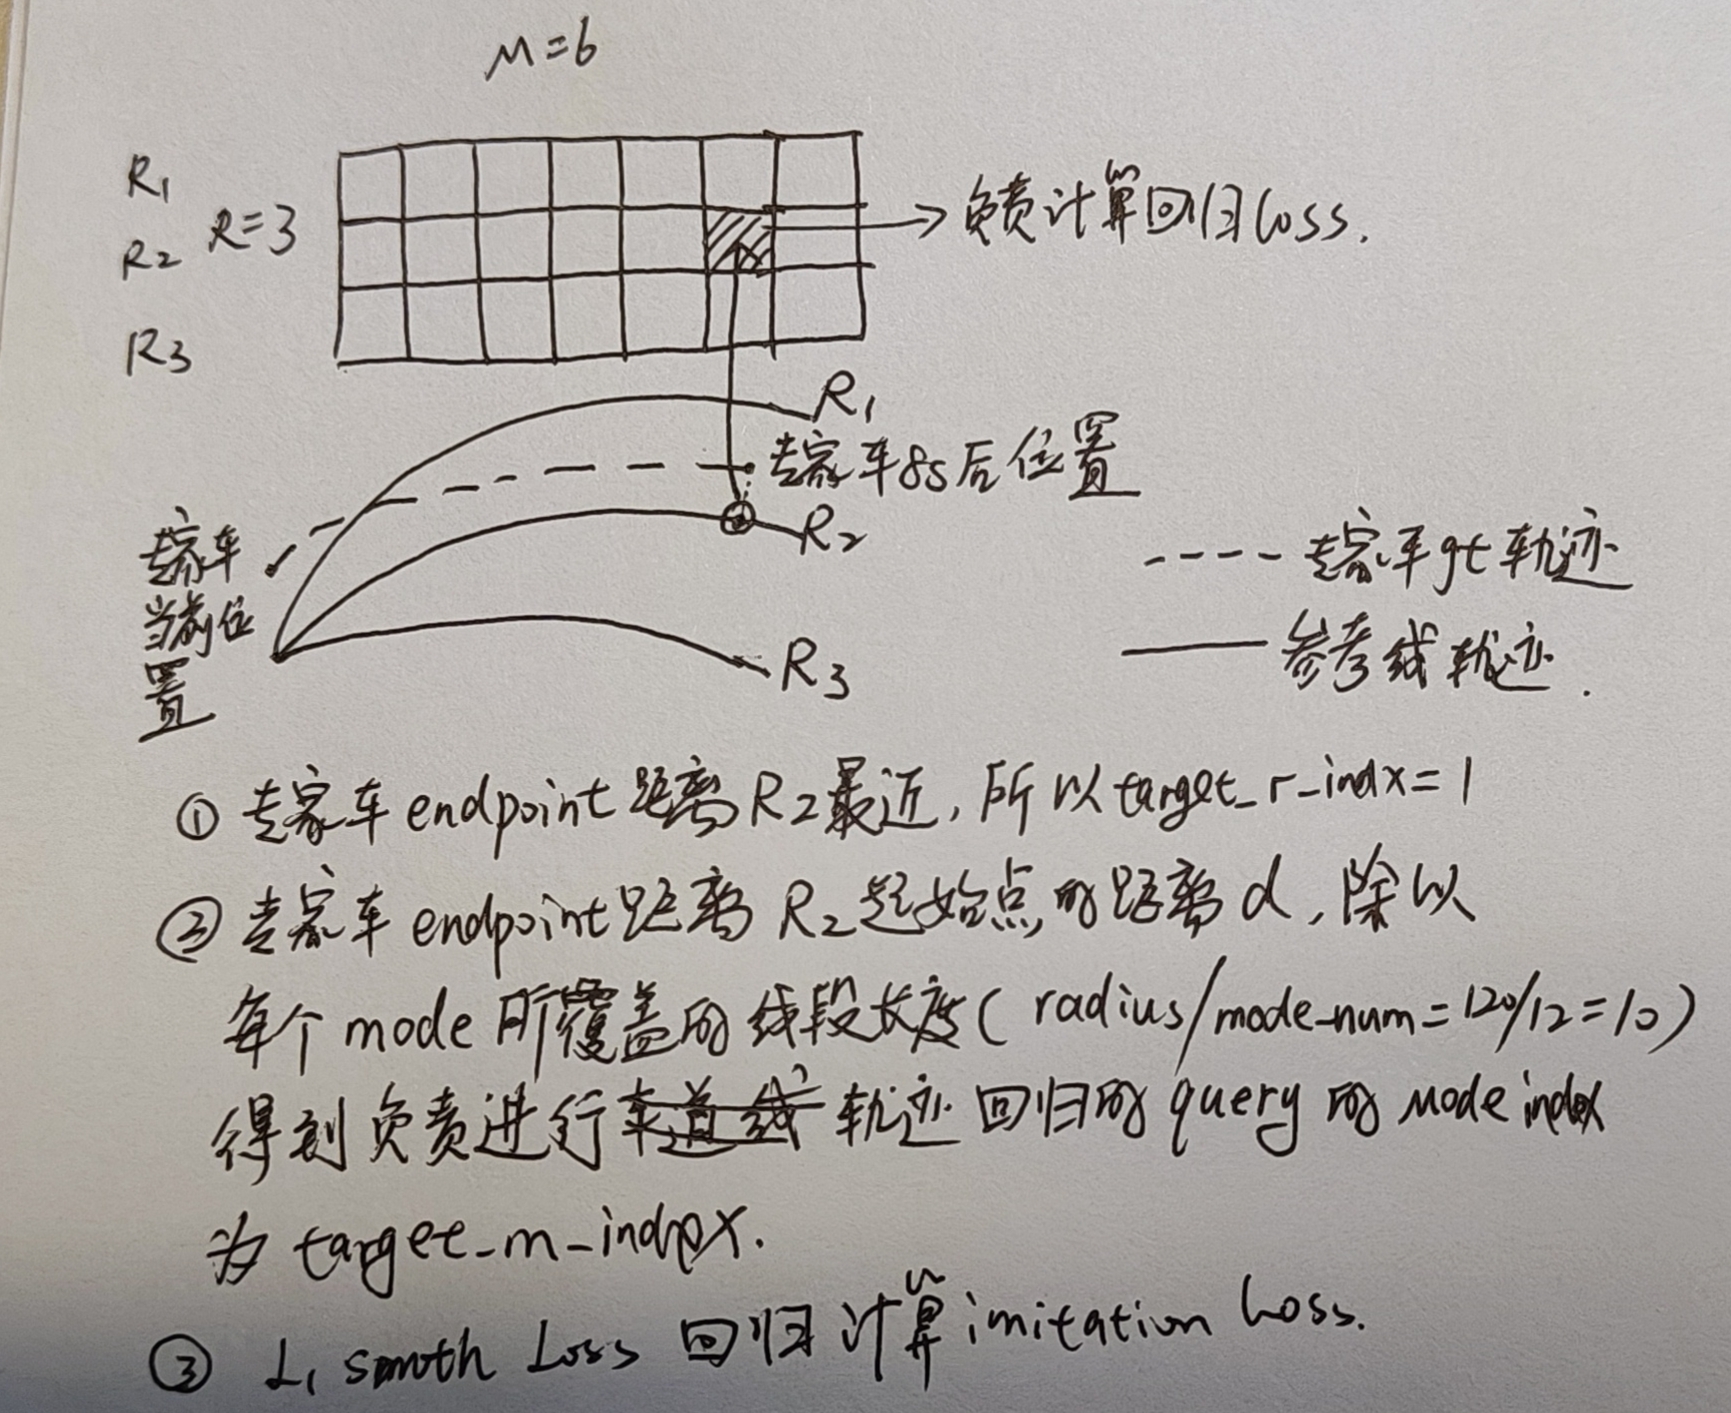 M=6
R1
R=3
R2
R3
负责计算回归loss.
R1
专家车8s后位置
R2
专家车
当前位
置
R3
---- 专家车gt轨迹
—— 参考线轨迹.
① 专家车endpoint距离R2最近,所以target_r_indx=1
② 专家车endpoint距离R2起始点的距离d,除以
每个mode所覆盖的线段长度(radius/mode_num=120/12=10)
得到负责进行车道线轨迹回归的query的mode index
为target_m_index.
③ L1 smoth Loss 回归计算imitation Loss.